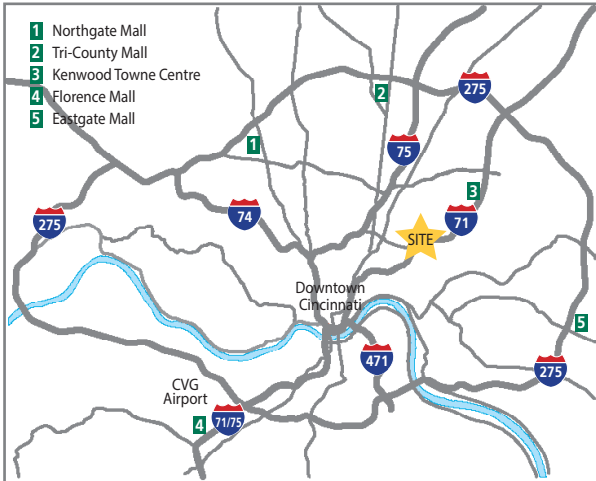 1 Northgate Mall
2 Tri-County Mall
3 Kenwood Towne Centre
4 Florence Mall
5 Eastgate Mall
275
2
75
1
3
74
71
275
SITE
Downtown
Cincinnati
5
471
275
CVG
Airport
4
71/75